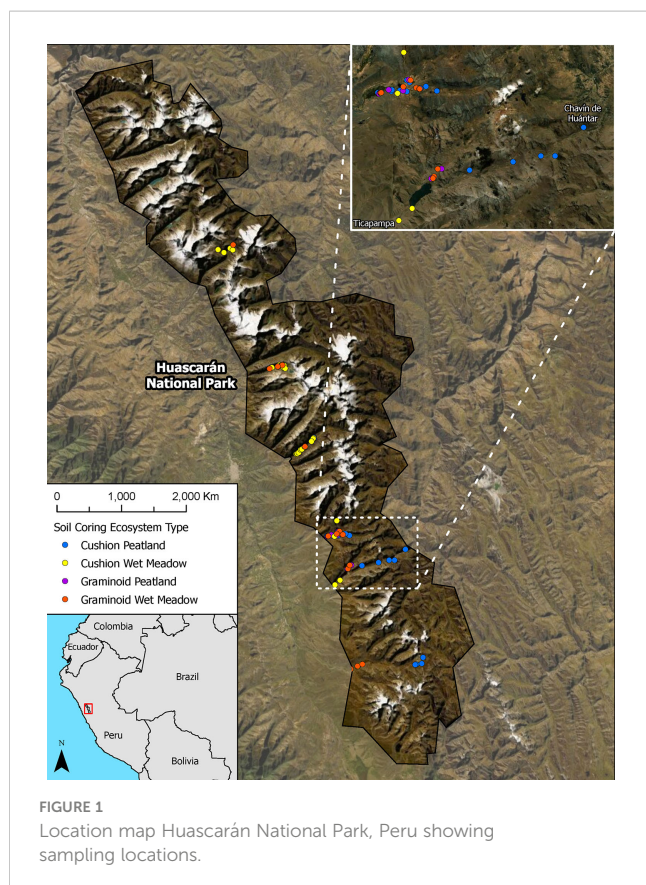 Chavín de
Huántar
Ticapampa
Huascarán
National Park
0 1,000 2,000 Km
Soil Coring Ecosystem Type
Cushion Peatland
Cushion Wet Meadow
Graminoid Peatland
Graminoid Wet Meadow
Colombia
Ecuador
Brazil
Peru
Bolivia
N
FIGURE 1
Location map Huascarán National Park, Peru showing
sampling locations.